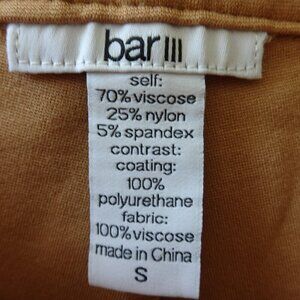 bar III
self:
70% viscose
25% nylon
5% spandex
contrast:
coating:
100%
polyurethane
fabric:
100% viscose
made in China
S